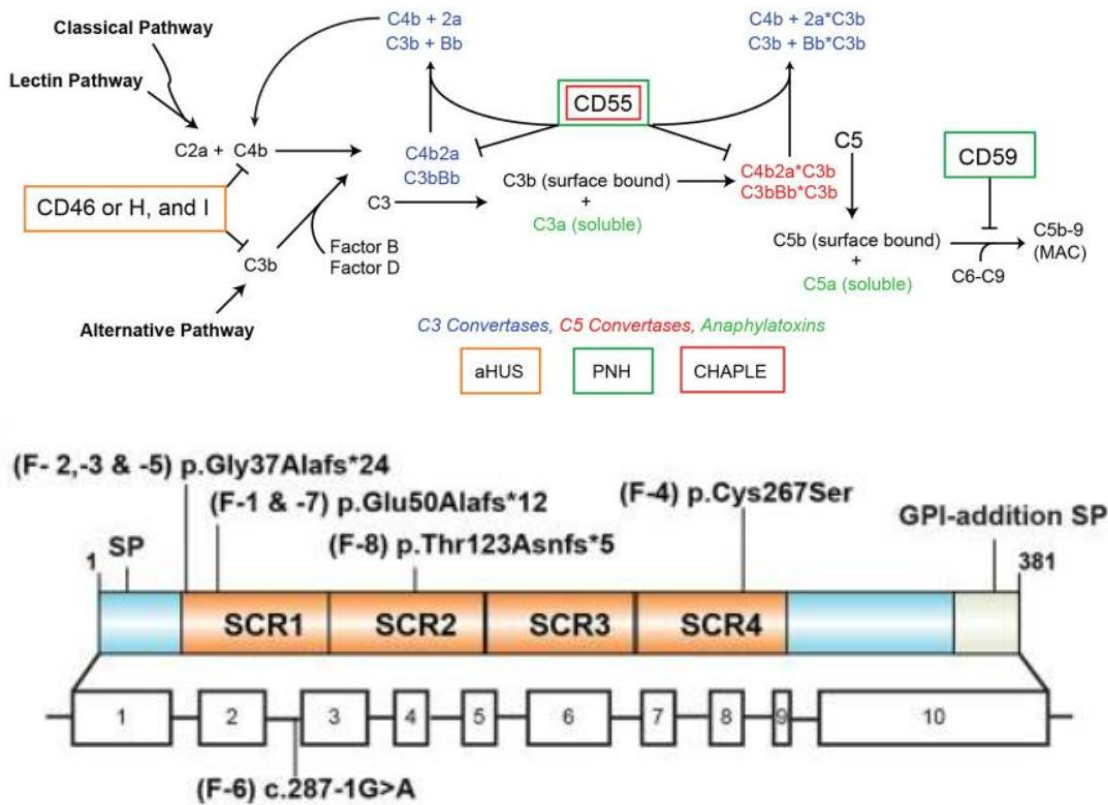 Classical Pathway
Lectin Pathway
C2a + C4b
CD46 or H, and I
C3b
Alternative Pathway
Factor B
Factor D
C4b + 2a
C3b + Bb
C4b2a
C3bBb
C3
C3b (surface bound)
+
C3a (soluble)
CD55
C4b + 2a*C3b
C3b + Bb*C3b
C4b2a*C3b
C3bBb*C3b
C5
C5b (surface bound)
+
C5a (soluble)
CD59
C6-C9
C5b-9
(MAC)
C3 Convertases, C5 Convertases, Anaphylatoxins
aHUS
PNH
CHAPLE
(F- 2,-3 & -5) p.Gly37Alafs*24
(F-1 & -7) p.Glu50Alafs*12
(F-8) p.Thr123Asnfs*5
(F-4) p.Cys267Ser
GPI-addition SP
1
SP
381
SCR1
SCR2
SCR3
SCR4
1
2
3
4
5
6
7
8
9
10
(F-6) c.287-1G>A